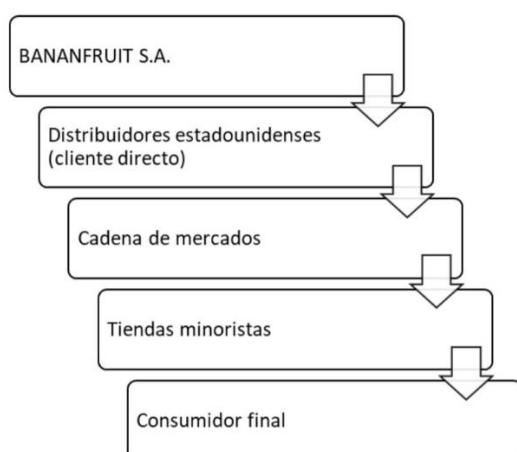 BANANFRUIT S.A.
Distribuidores estadounidenses
(cliente directo)
Cadena de mercados
Tiendas minoristas
Consumidor final